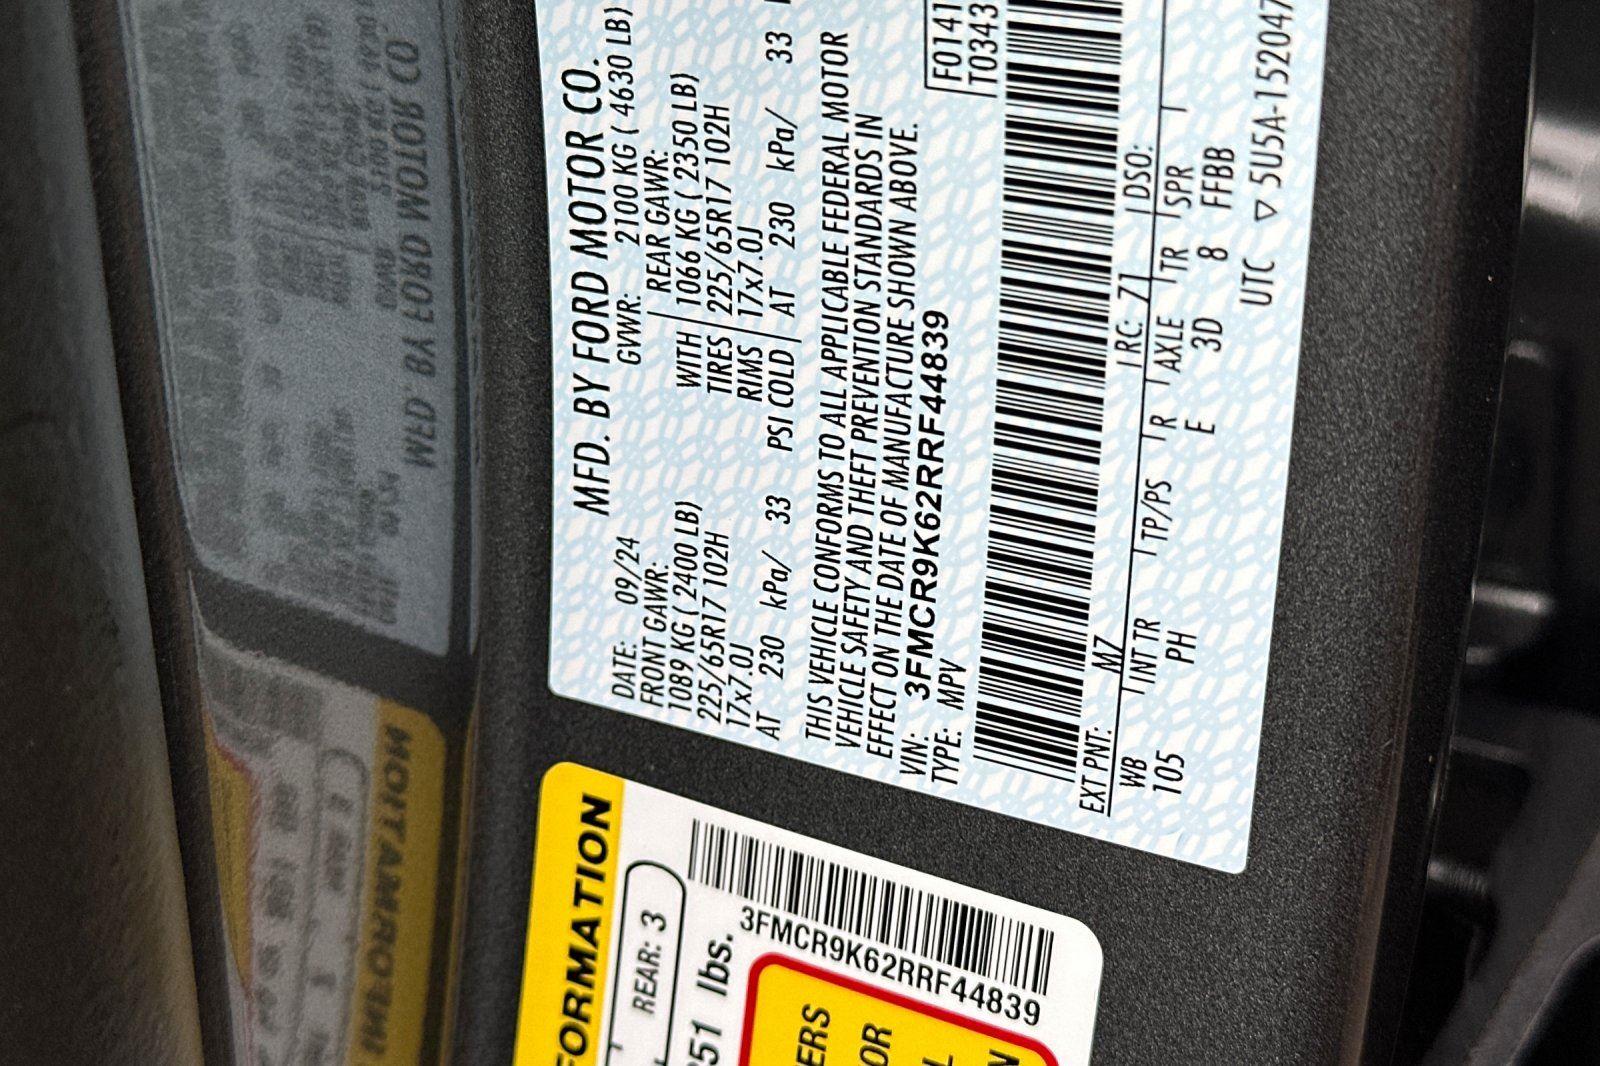 MFD. BY FORD MOTOR CO.
DATE: 09/24 GVWR: 2100 KG ( 4630 LB)
FRONT GAWR: REAR GAWR:
1089 KG ( 2400 LB) WITH 1066 KG ( 2350 LB)
225/65R17 102H TIRES 225/65R17 102H
17x7.0J RIMS 17x7.0J
AT 230 kPa/ 33 PSI COLD AT 230 kPa/ 33
THIS VEHICLE CONFORMS TO ALL APPLICABLE FEDERAL MOTOR
VEHICLE SAFETY AND THEFT PREVENTION STANDARDS IN
EFFECT ON THE DATE OF MANUFACTURE SHOWN ABOVE.
VIN: 3FMCR9K62RRF44839 F0141
TYPE: MPV T0343
EXT PNT: M7 RC: 71 DSO:
WB INT TR TP/PS R AXLE TR SPR
105 PH E 3D 8 FFBB
UTC ▽ 5U5A-152047
FORMATION
REAR: 3
351 lbs.
3FMCR9K62RRF44839
ERS
OR